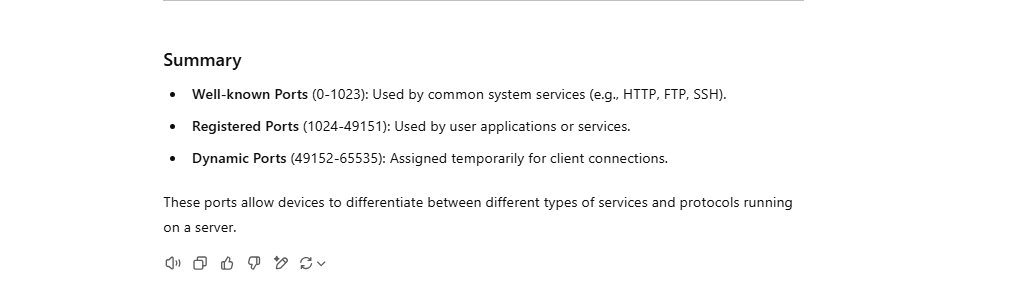 Summary
Well-known Ports (0-1023): Used by common system services (e.g., HTTP, FTP, SSH).
Registered Ports (1024-49151): Used by user applications or services.
Dynamic Ports (49152-65535): Assigned temporarily for client connections.
These ports allow devices to differentiate between different types of services and protocols running
on a server.